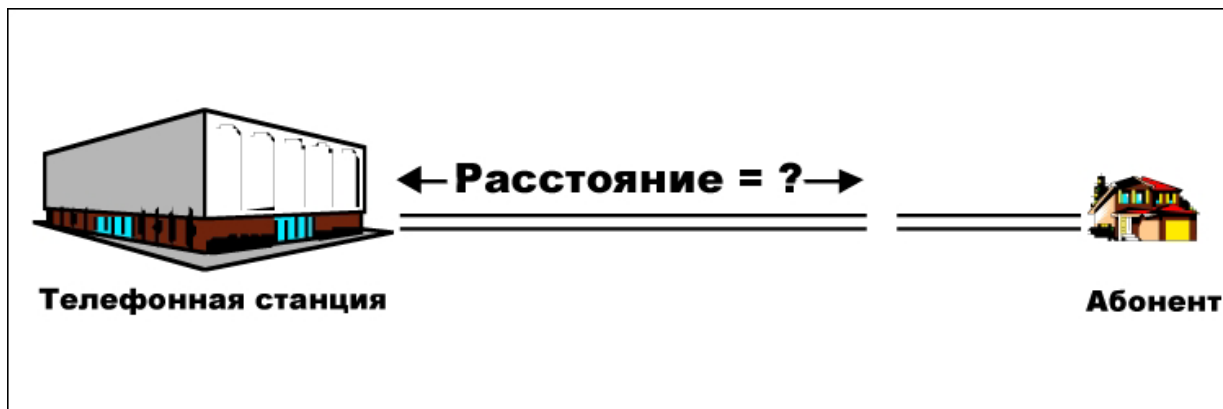 Расстояние = ?
Телефонная станция
Абонент